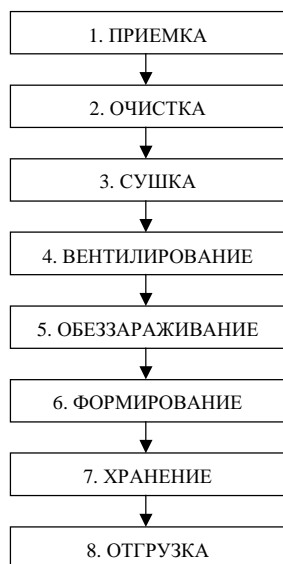 1. ПРИЕМКА
2. ОЧИСТКА
3. СУШКА
4. ВЕНТИЛИРОВАНИЕ
5. ОБЕЗЗАРАЖИВАНИЕ
6. ФОРМИРОВАНИЕ
7. ХРАНЕНИЕ
8. ОТГРУЗКА